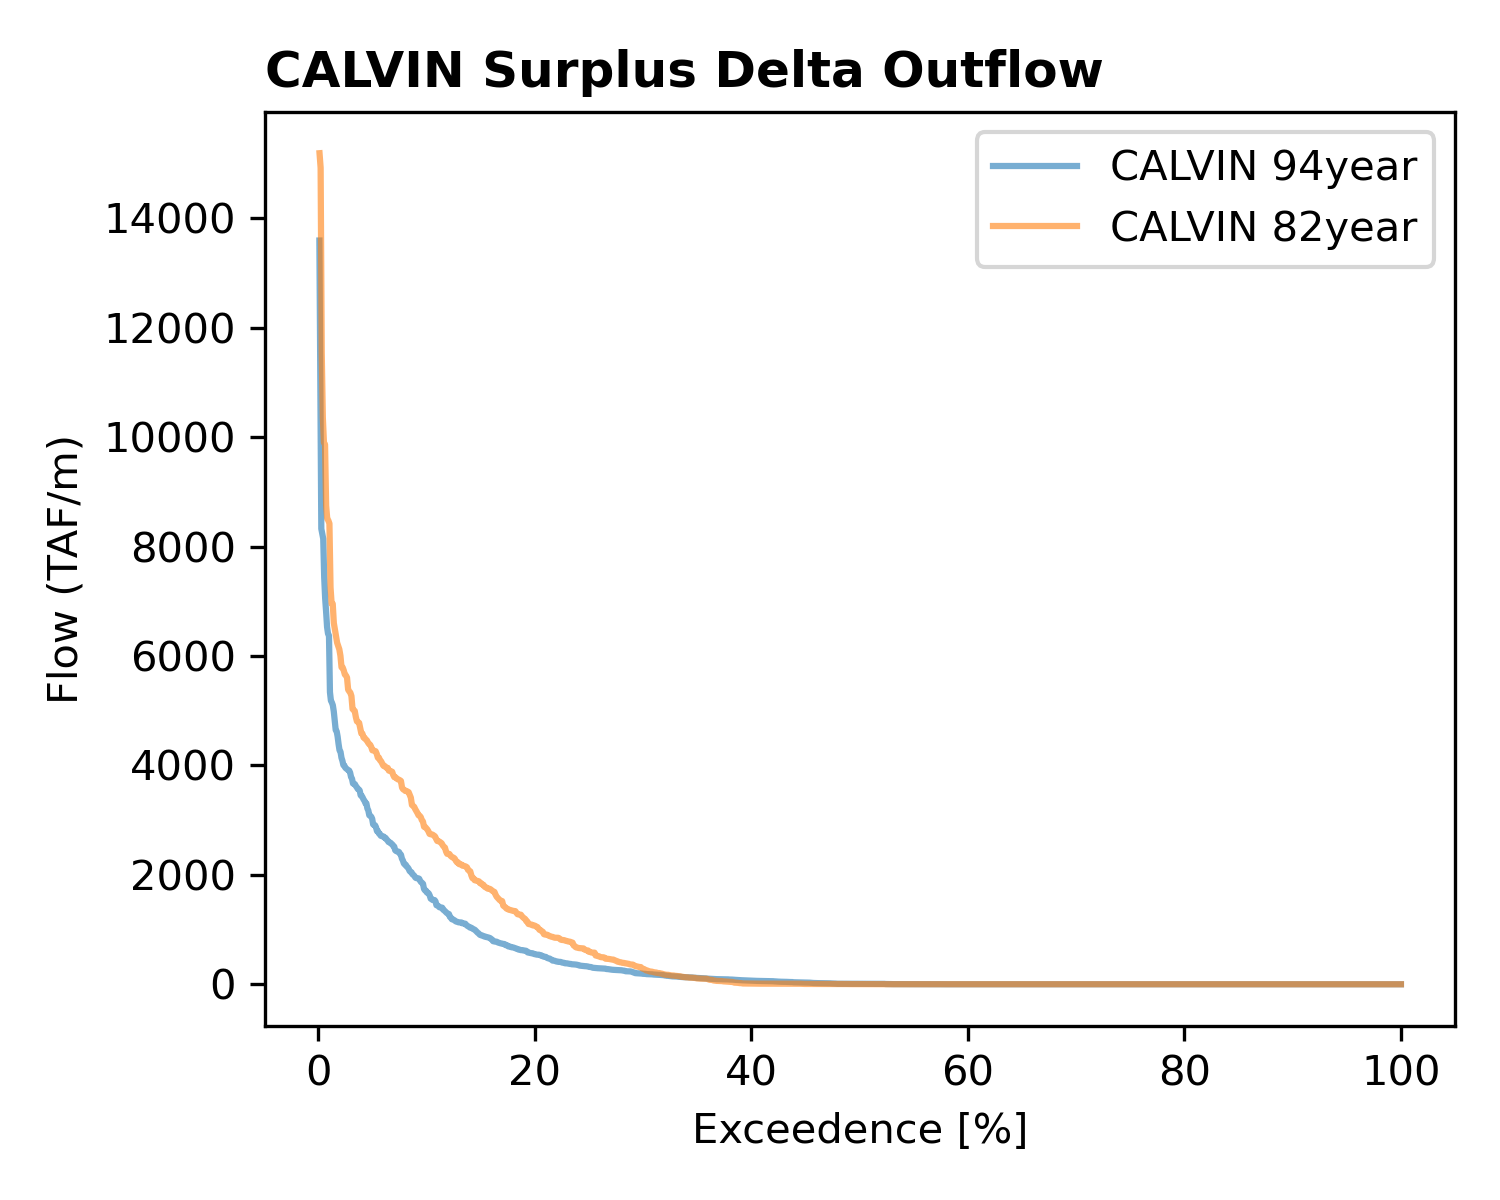 CALVIN Surplus Delta Outflow
CALVIN 94year
CALVIN 82year
Flow (TAF/m)
14000
12000
10000
8000
6000
4000
2000
0
0 20 40 60 80 100
Exceedence [%]